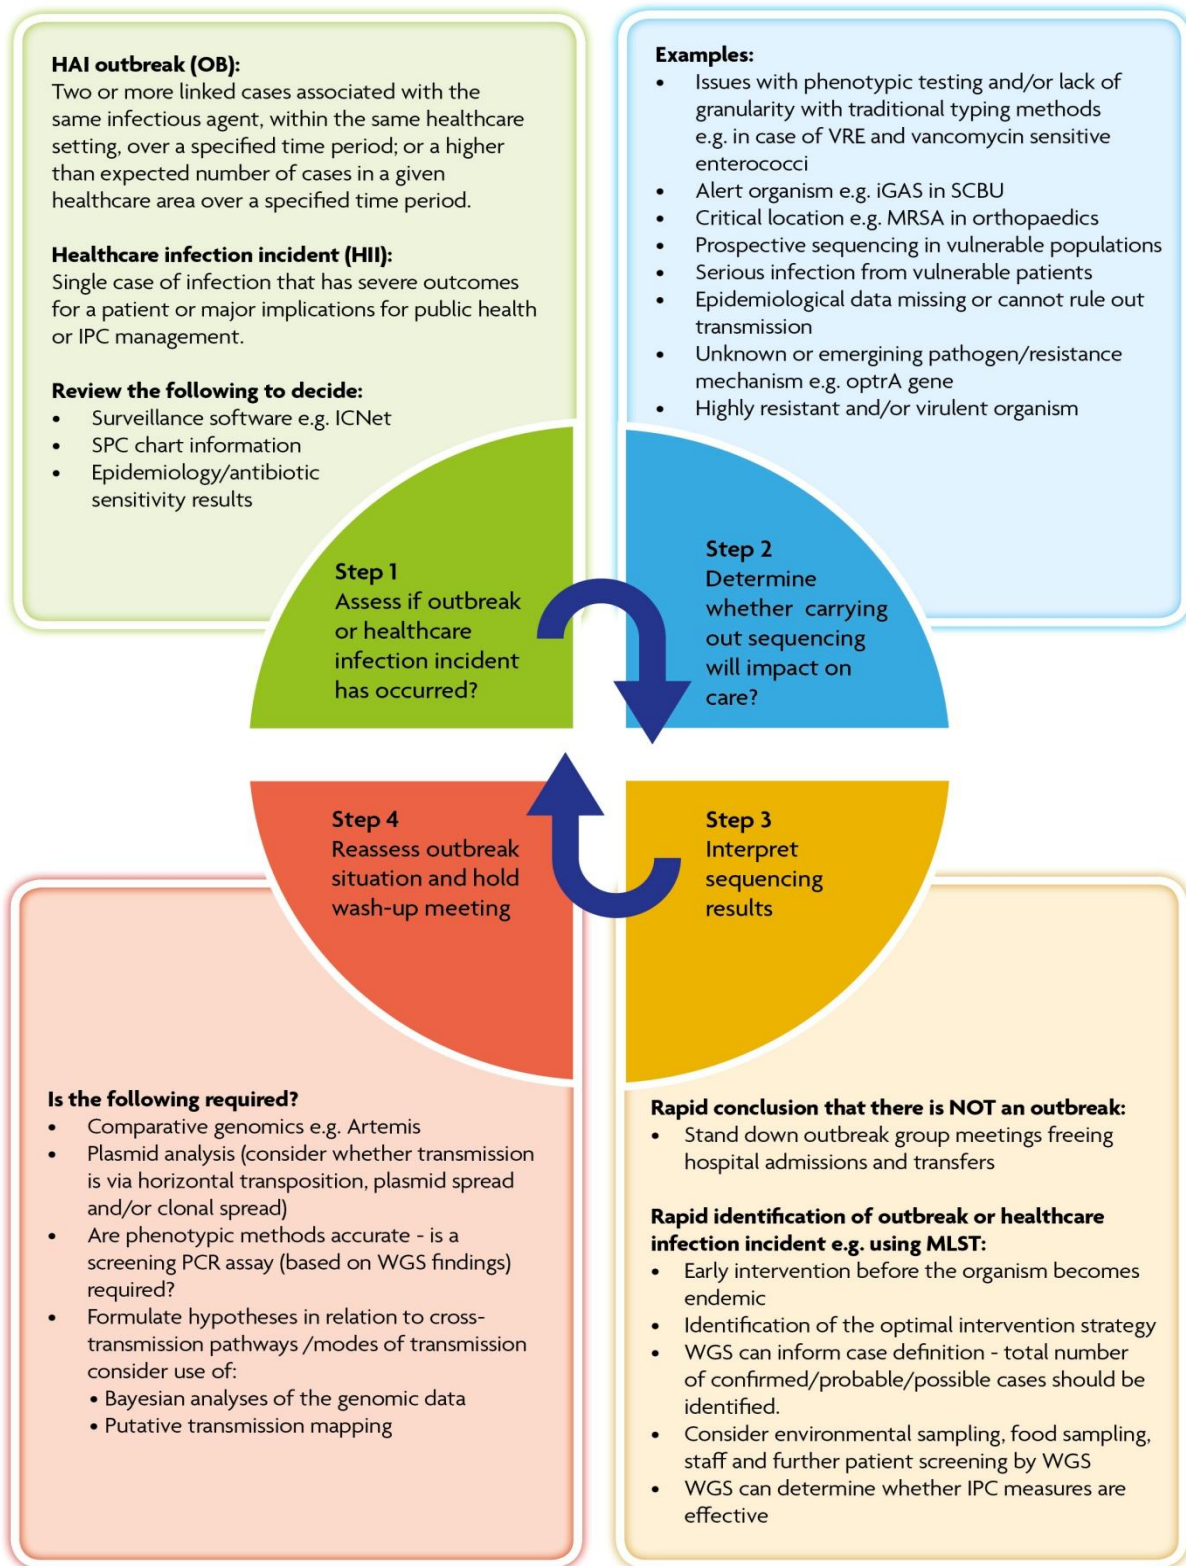 HAI outbreak (OB):
Two or more linked cases associated with the
same infectious agent, within the same healthcare
setting, over a specified time period; or a higher
than expected number of cases in a given
healthcare area over a specified time period.
Healthcare infection incident (HII):
Single case of infection that has severe outcomes
for a patient or major implications for public health
or IPC management.
Review the following to decide:
• Surveillance software e.g. ICNet
• SPC chart information
• Epidemiology/antibiotic
sensitivity results
Step 1
Assess if outbreak
or healthcare
infection incident
has occurred?
Examples:
• Issues with phenotypic testing and/or lack of
granularity with traditional typing methods
e.g. in case of VRE and vancomycin sensitive
enterococci
• Alert organism e.g. iGAS in SCBU
• Critical location e.g. MRSA in orthopaedics
• Prospective sequencing in vulnerable populations
• Serious infection from vulnerable patients
• Epidemiological data missing or cannot rule out
transmission
• Unknown or emergining pathogen/resistance
mechanism e.g. optrA gene
• Highly resistant and/or virulent organism
Step 2
Determine
whether carrying
out sequencing
will impact on
care?
Step 3
Interpret
sequencing
results
Rapid conclusion that there is NOT an outbreak:
• Stand down outbreak group meetings freeing
hospital admissions and transfers
Rapid identification of outbreak or healthcare
infection incident e.g. using MLST:
• Early intervention before the organism becomes
endemic
• Identification of the optimal intervention strategy
• WGS can inform case definition - total number
of confirmed/probable/possible cases should be
identified.
• Consider environmental sampling, food sampling,
staff and further patient screening by WGS
• WGS can determine whether IPC measures are
effective
Step 4
Reassess outbreak
situation and hold
wash-up meeting
Is the following required?
• Comparative genomics e.g. Artemis
• Plasmid analysis (consider whether transmission
is via horizontal transposition, plasmid spread
and/or clonal spread)
• Are phenotypic methods accurate - is a
screening PCR assay (based on WGS findings)
required?
• Formulate hypotheses in relation to cross-
transmission pathways /modes of transmission
consider use of:
• Bayesian analyses of the genomic data
• Putative transmission mapping